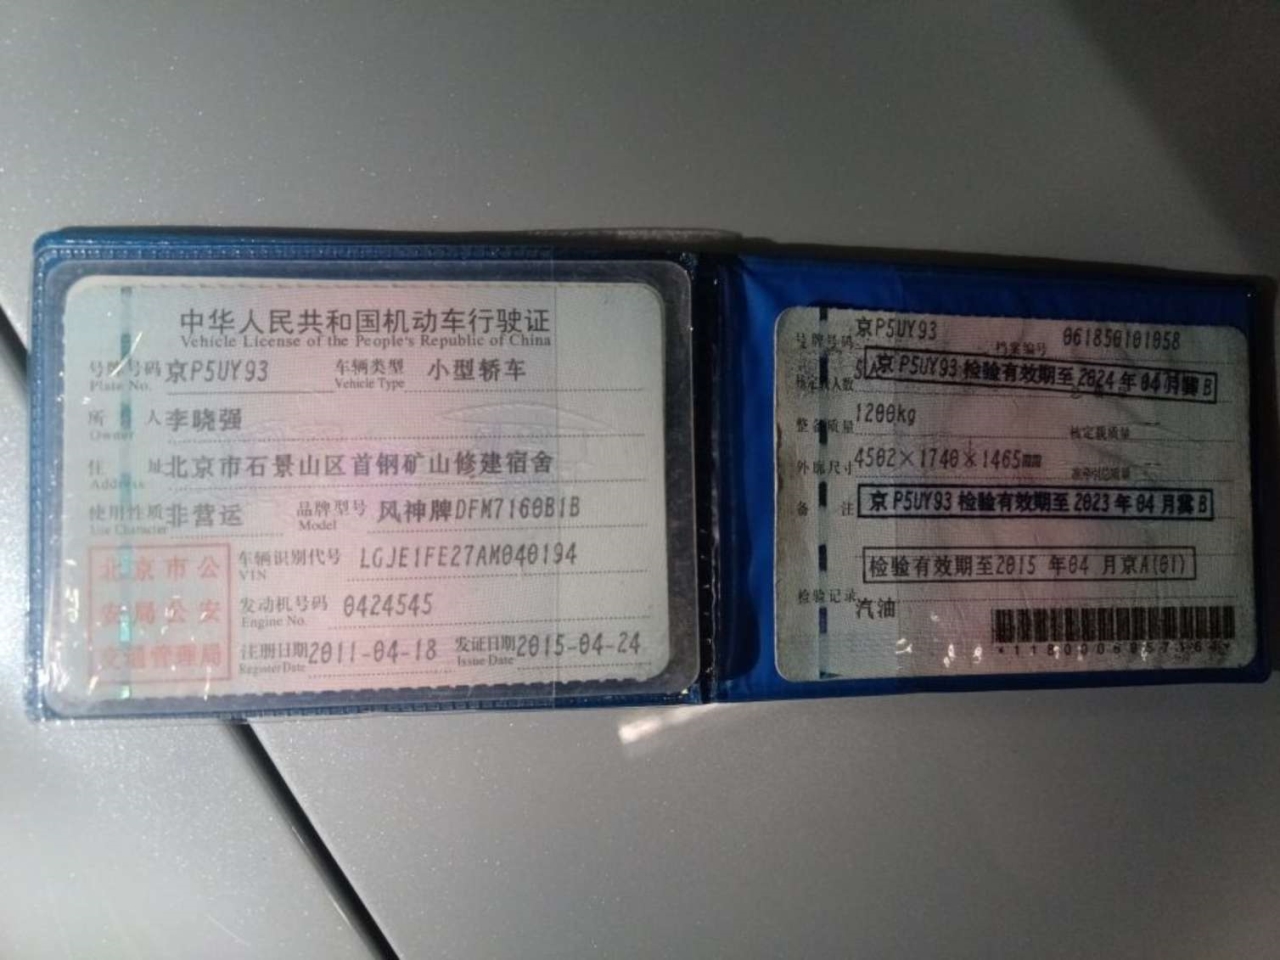 中华人民共和国机动车行驶证
Vehicle License of the People's Republic of China
号牌号码 京P5UY93 车辆类型 小型轿车
Plate No. Vehicle Type
所 人 李晓强
Owner
住 址 北京市石景山区首钢矿山修建宿舍
Address
使用性质 非营运 品牌型号 风神牌DFM7160B1B
Use Character Model
北京市公
安局公安
交通管理局
车辆识别代号 LGJE1FE27AM040194
VIN
发动机号码 0424545
Engine No.
注册日期 2011-04-18 发证日期 2015-04-24
Register Date Issue Date
号牌号码 京P5UY93 档案编号 061850101058
京P5UY93 检验有效期至2024年04月冀B
整备质量 1200kg 核定载质量
外廓尺寸 4502×1740×1465mm
备 注 京P5UY93 检验有效期至2023年04月冀B
检验有效期至2015 年04 月京A(01)
检验记录 汽油